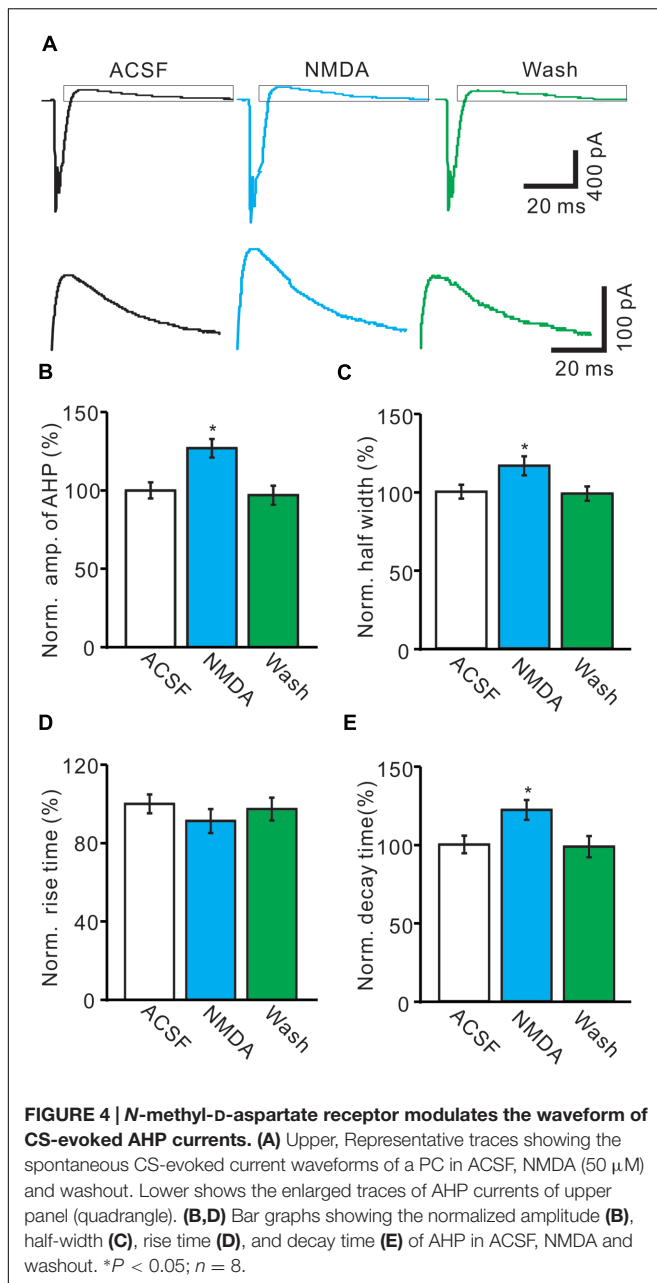 A
ACSF
NMDA
Wash
400 pA
20 ms
100 pA
20 ms
B
C
150
100
50
0
Norm. amp. of AHP (%)
*
ACSF
NMDA
Wash
150
100
50
0
Norm. half width (%)
*
ACSF
NMDA
Wash
D
E
120
80
40
0
Norm. rise time (%)
ACSF
NMDA
Wash
150
100
50
0
Norm. decay time(%)
*
ACSF
NMDA
Wash
FIGURE 4 | N-methyl-D-aspartate receptor modulates the waveform of
CS-evoked AHP currents. (A) Upper, Representative traces showing the
spontaneous CS-evoked current waveforms of a PC in ACSF, NMDA (50 μM)
and washout. Lower shows the enlarged traces of AHP currents of upper
panel (quadrangle). (B,D) Bar graphs showing the normalized amplitude (B),
half-width (C), rise time (D), and decay time (E) of AHP in ACSF, NMDA and
washout. *P < 0.05; n = 8.